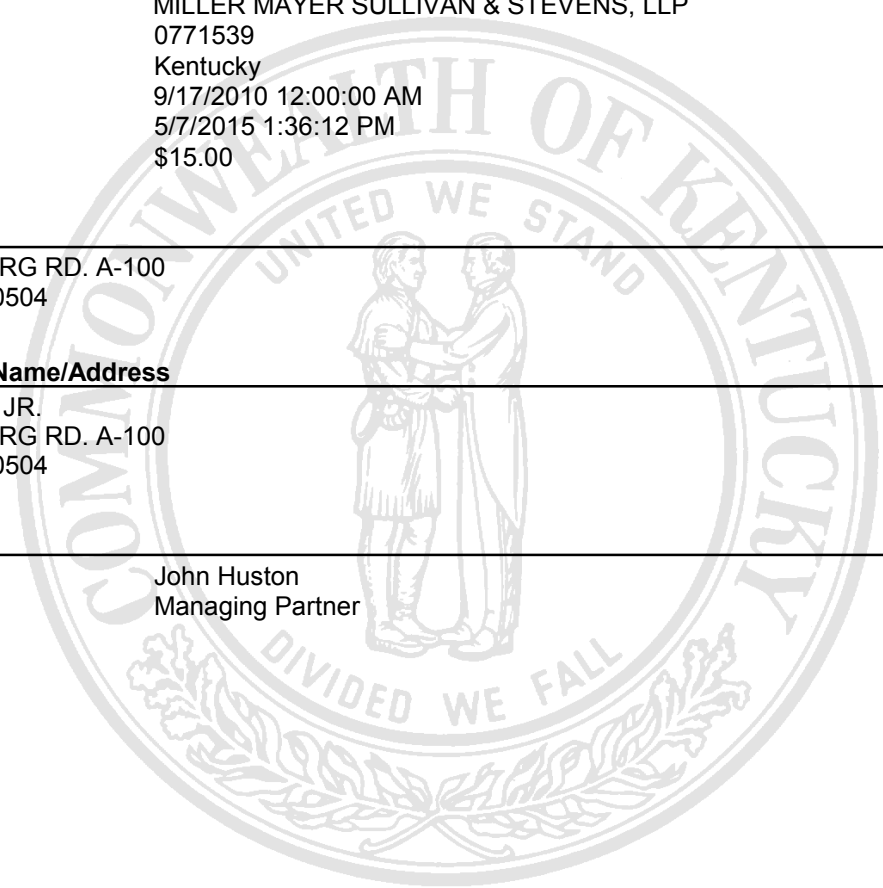 MILLER MAYER SULLIVAN & STEVENS, LLP
0771539
Kentucky
9/17/2010 12:00:00 AM
5/7/2015 1:36:12 PM
$15.00
RG RD. A-100
0504
Name/Address
JR.
RG RD. A-100
0504
John Huston
Managing Partner
COMMONWEALTH OF KENTUCKY
UNITED WE STAND
DIVIDED WE FALL